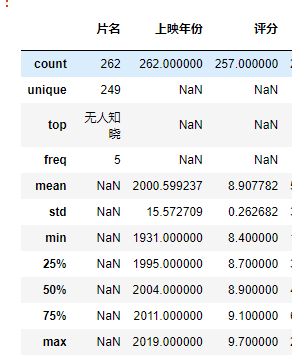 片名 上映年份 评分
count 262 262.000000 257.000000
unique 249 NaN NaN
top 无人知晓 NaN NaN
freq 5 NaN NaN
mean NaN 2000.599237 8.907782
std NaN 15.572709 0.262682
min NaN 1931.000000 8.400000
25% NaN 1995.000000 8.700000
50% NaN 2004.000000 8.900000
75% NaN 2011.000000 9.100000
max NaN 2019.000000 9.700000